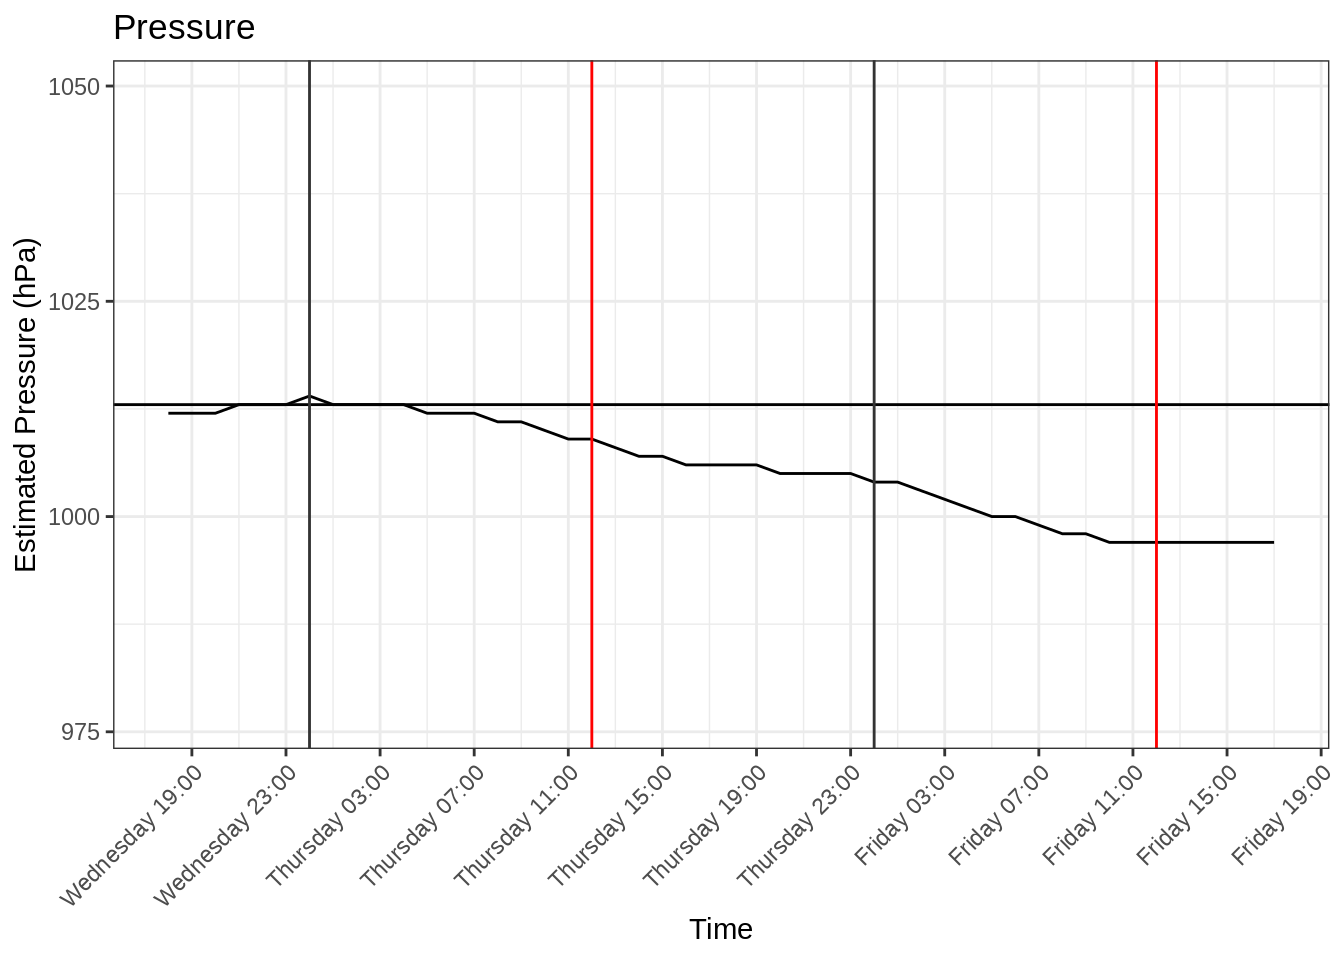 Pressure
Estimated Pressure (hPa)
1050
1025
1000
975
Wednesday 19:00
Wednesday 23:00
Thursday 03:00
Thursday 07:00
Thursday 11:00
Thursday 15:00
Thursday 19:00
Thursday 23:00
Friday 03:00
Friday 07:00
Friday 11:00
Friday 15:00
Friday 19:00
Time